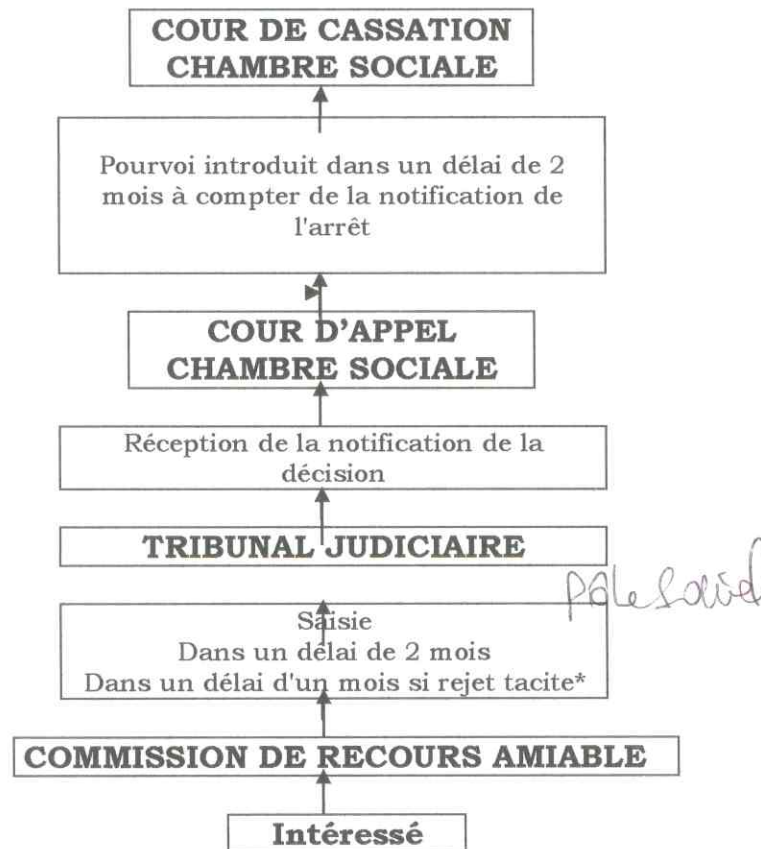 COUR DE CASSATION
CHAMBRE SOCIALE
Pourvoi introduit dans un délai de 2
mois à compter de la notification de
l'arrêt
COUR D'APPEL
CHAMBRE SOCIALE
Réception de la notification de la
décision
TRIBUNAL JUDICIAIRE
pôle social
Saisie
Dans un délai de 2 mois
Dans un délai d'un mois si rejet tacite*
COMMISSION DE RECOURS AMIABLE
Intéressé